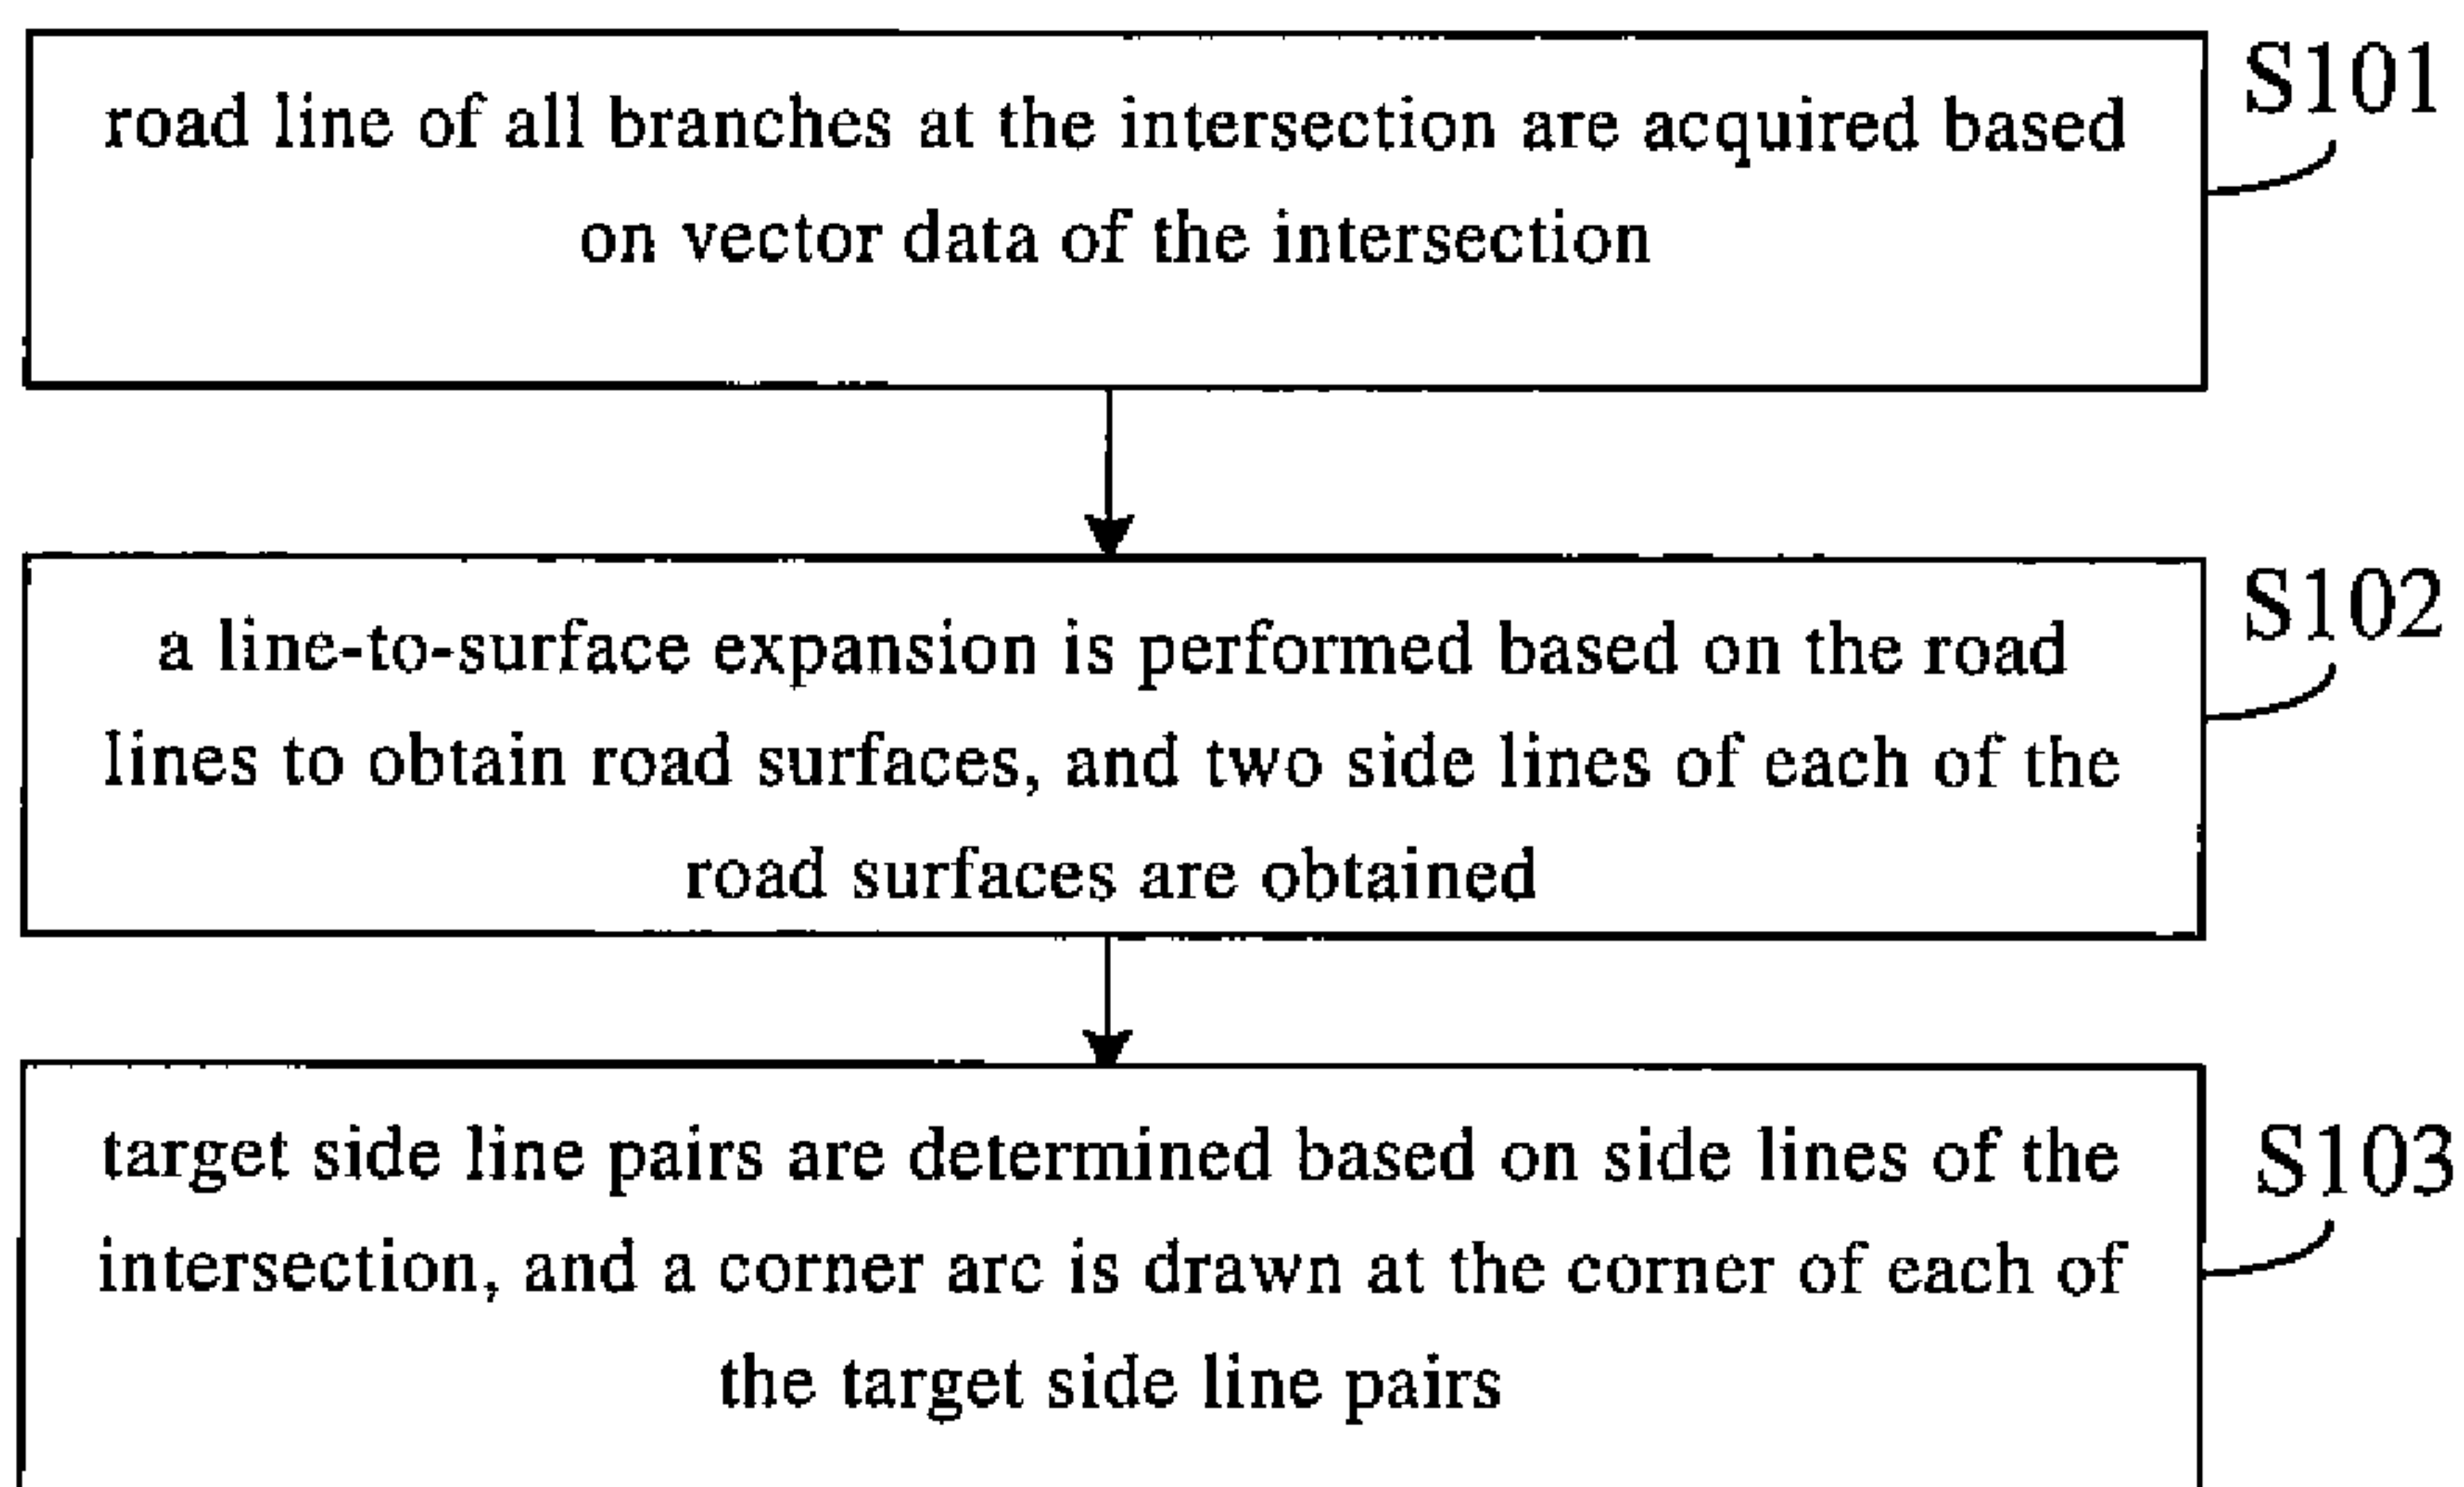 road line of all branches at the intersection are acquired based
on vector data of the intersection
S101
a line-to-surface expansion is performed based on the road
lines to obtain road surfaces, and two side lines of each of the
road surfaces are obtained
S102
target side line pairs are determined based on side lines of the
intersection, and a corner arc is drawn at the corner of each of
the target side line pairs
S103